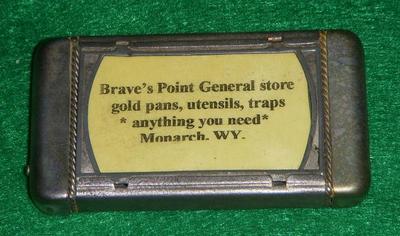 Brave's Point General store
gold pans, utensils, traps
* anything you need*
Monarch, WY.